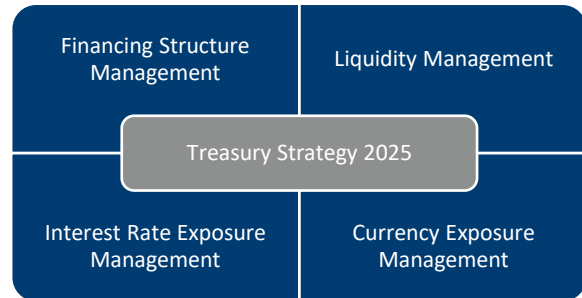 Financing Structure
Management
Liquidity Management
Treasury Strategy 2025
Interest Rate Exposure
Management
Currency Exposure
Management